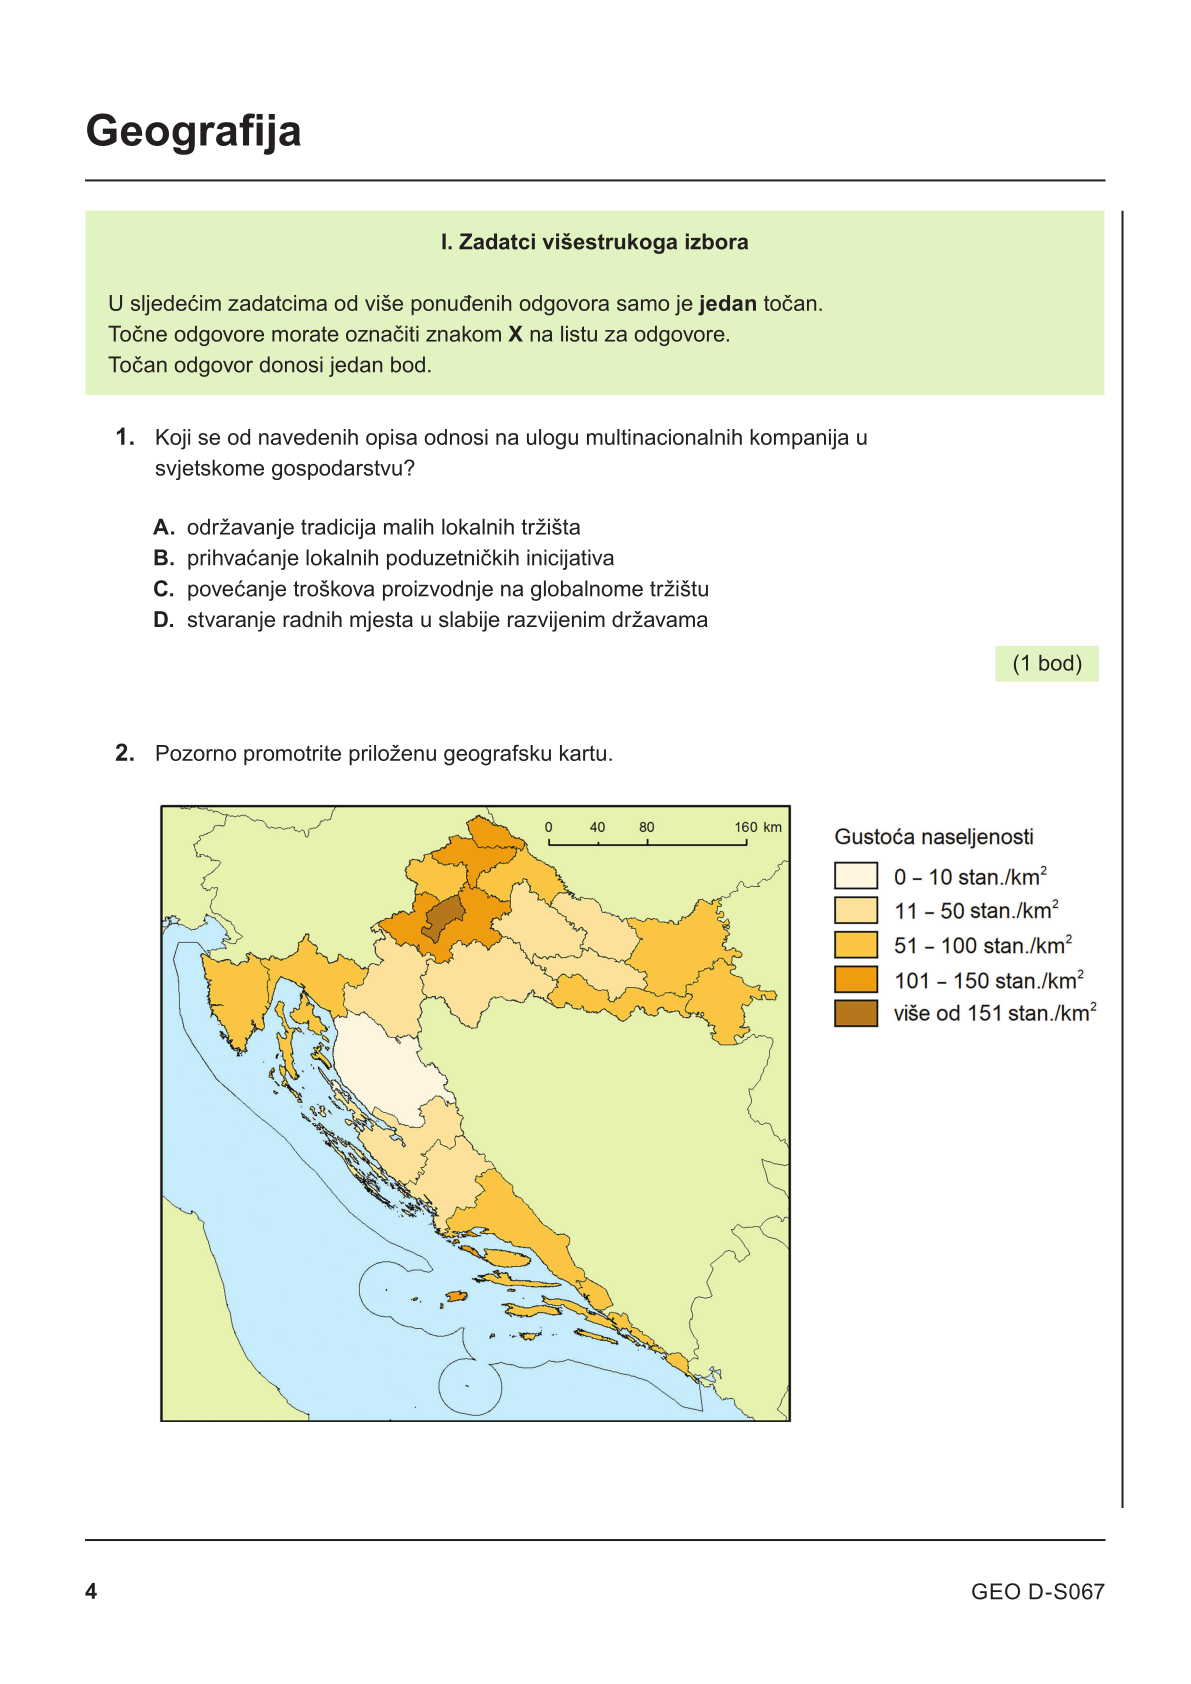 Geografija
I. Zadatci višestrukoga izbora
U sljedećim zadatcima od više ponuđenih odgovora samo je jedan točan.
Točne odgovore morate označiti znakom X na listu za odgovore.
Točan odgovor donosi jedan bod.
1. Koji se od navedenih opisa odnosi na ulogu multinacionalnih kompanija u
svjetskome gospodarstvu?
A. održavanje tradicija malih lokalnih tržišta
B. prihvaćanje lokalnih poduzetničkih inicijativa
C. povećanje troškova proizvodnje na globalnome tržištu
D. stvaranje radnih mjesta u slabije razvijenim državama
(1 bod)
2. Pozorno promotrite priloženu geografsku kartu.
0 40 80 160 km
Gustoća naseljenosti
0 – 10 stan./km²
11 – 50 stan./km²
51 – 100 stan./km²
101 – 150 stan./km²
više od 151 stan./km²
4
GEO D-S067